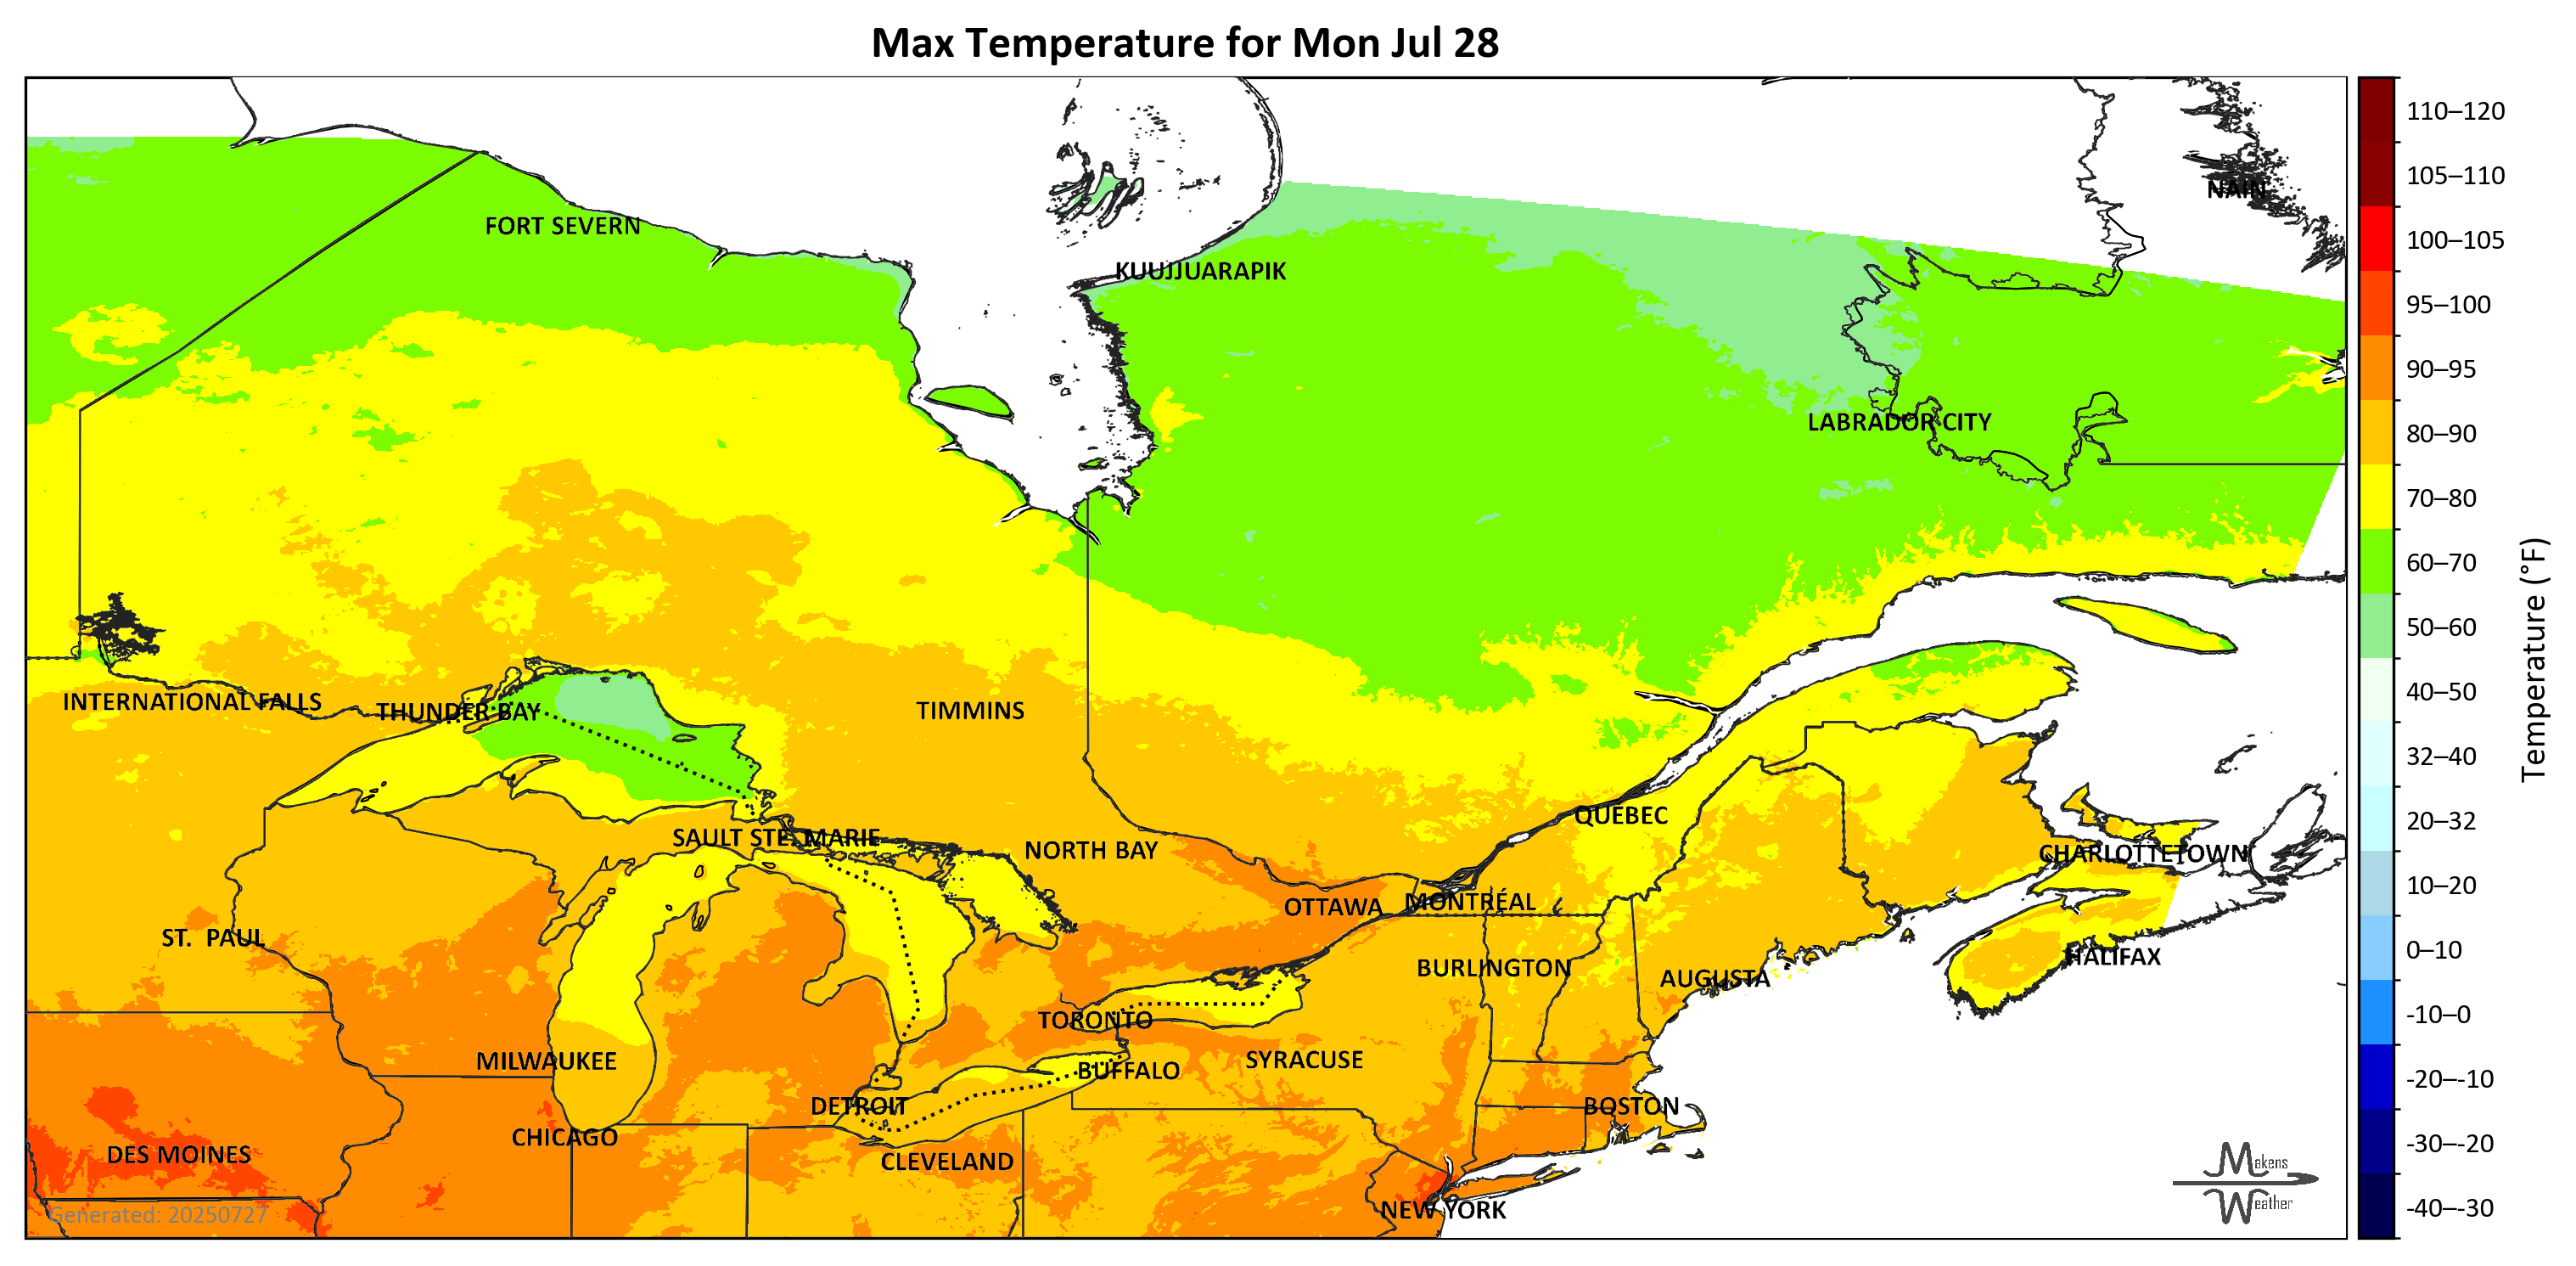 Max Temperature for Mon Jul 28
110–120
105–110
NAIN
FORT SEVERN
100–105
KUUJJUARAPIK
95–100
90–95
LABRADOR CITY
80–90
70–80
60–70
50–60
Temperature (°F)
INTERNATIONAL FALLS
THUNDER BAY
TIMMINS
40–50
32–40
QUEBEC
20–32
SAULT STE. MARIE
NORTH BAY
CHARLOTTETOWN
10–20
OTTAWA
MONTRÉAL
ST. PAUL
0–10
HALIFAX
BURLINGTON
AUGUSTA
-10–0
TORONTO
MILWAUKEE
SYRACUSE
BUFFALO
-20–-10
DETROIT
BOSTON
CHICAGO
-30–-20
DES MOINES
CLEVELAND
Makens
Weather
NEW YORK
-40–-30
Generated: 20250727